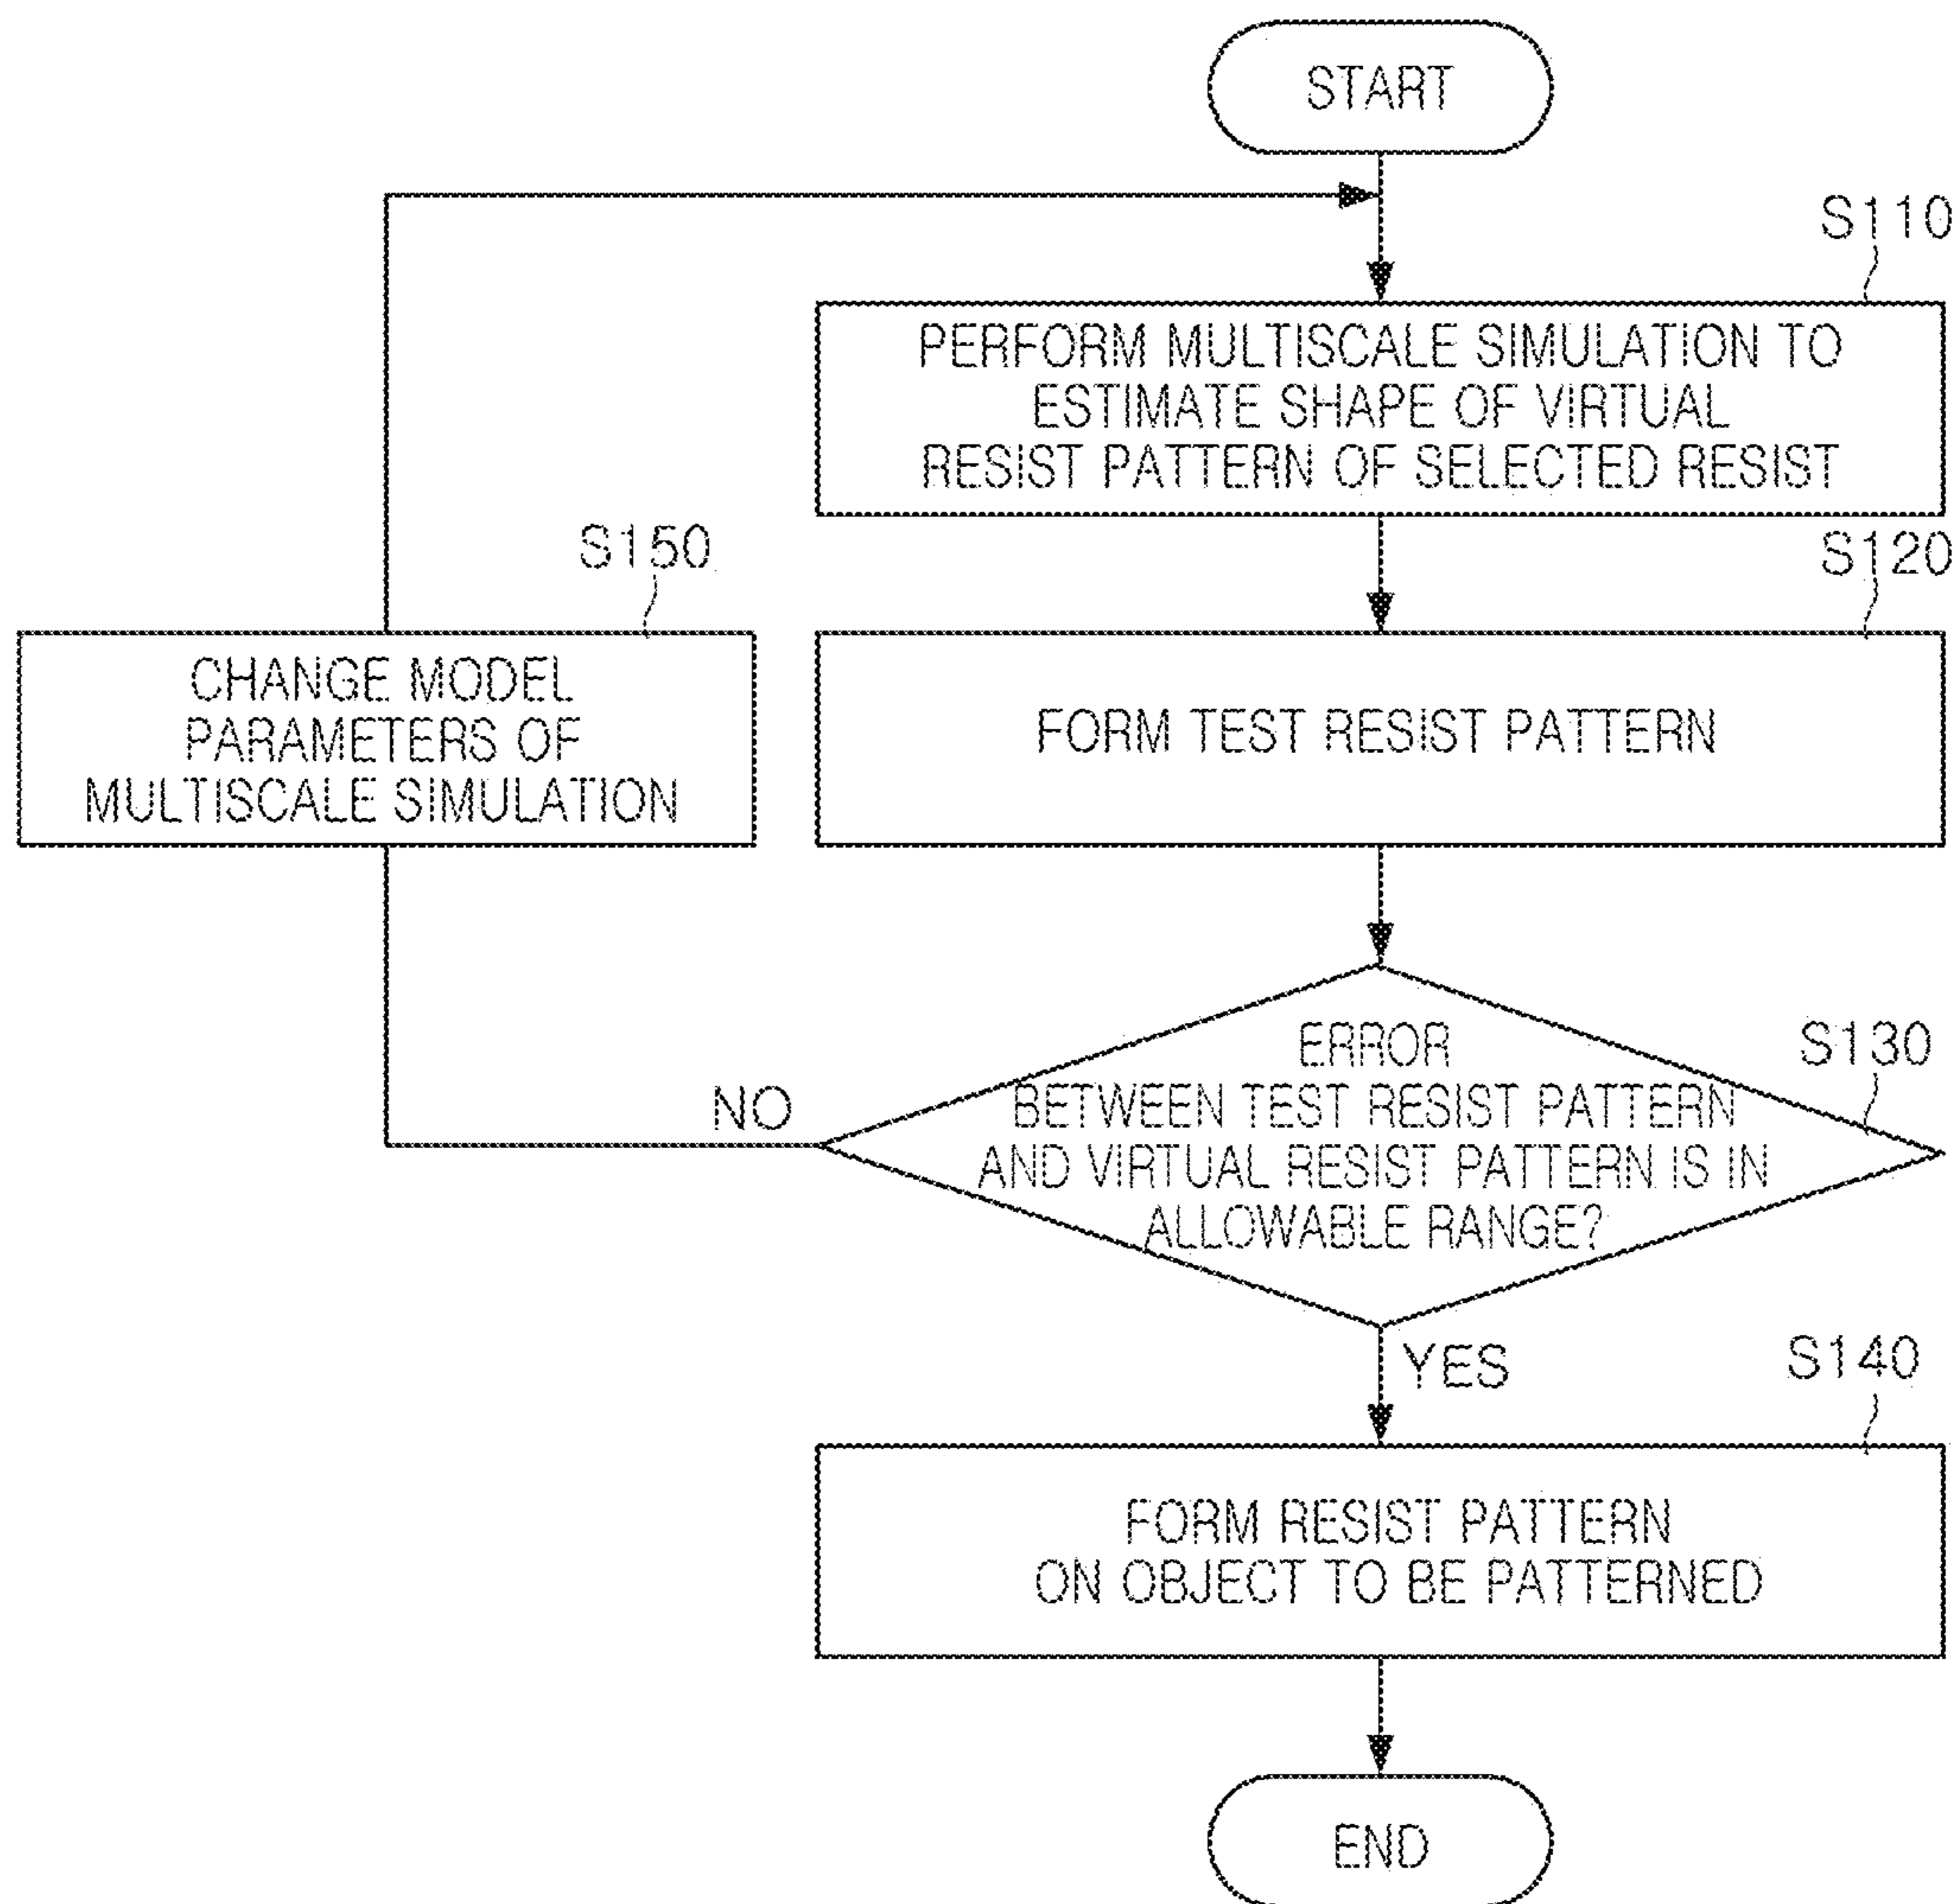 START
S110
PERFORM MULTISCALE SIMULATION TO
ESTIMATE SHAPE OF VIRTUAL
RESIST PATTERN OF SELECTED RESIST
S150
S120
CHANGE MODEL
PARAMETERS OF
MULTISCALE SIMULATION
FORM TEST RESIST PATTERN
S130
ERROR
BETWEEN TEST RESIST PATTERN
AND VIRTUAL RESIST PATTERN IS IN
ALLOWABLE RANGE?
NO
YES
S140
FORM RESIST PATTERN
ON OBJECT TO BE PATTERNED
END